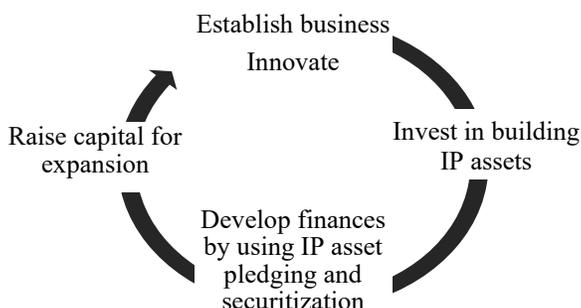 Establish business
Innovate
Invest in building
IP assets
Develop finances
by using IP asset
pledging and
securitization
Raise capital for
expansion